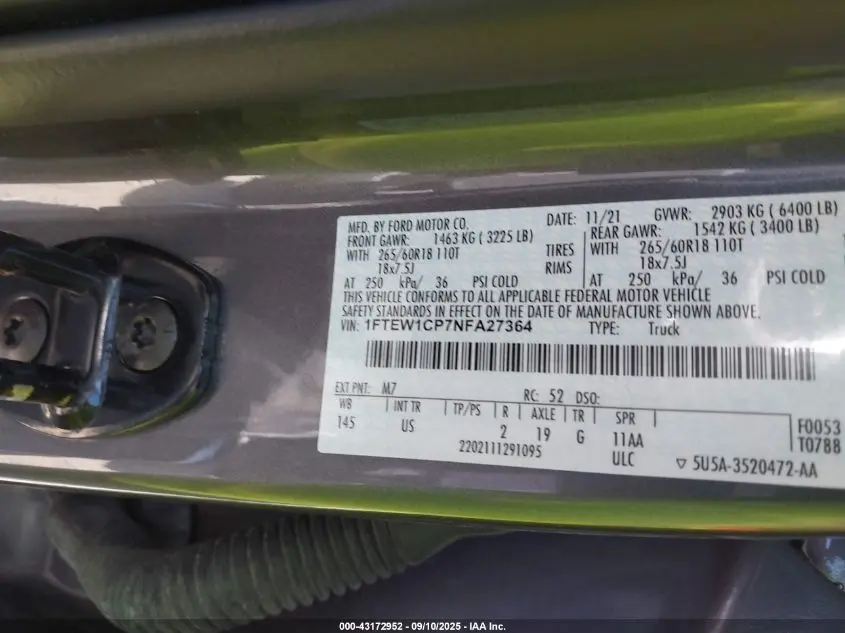 MFD. BY FORD MOTOR CO. DATE: 11/21 GVWR: 2903 KG ( 6400 LB)
FRONT GAWR: 1463 KG ( 3225 LB) REAR GAWR: 1542 KG ( 3400 LB)
WITH 265/60R18 110T TIRES WITH 265/60R18 110T
18x7.5J RIMS 18x7.5J
AT 250 kPa/ 36 PSI COLD AT 250 kPa/ 36 PSI COLD
THIS VEHICLE CONFORMS TO ALL APPLICABLE FEDERAL MOTOR VEHICLE
SAFETY STANDARDS IN EFFECT ON THE DATE OF MANUFACTURE SHOWN ABOVE.
VIN: 1FTEW1CP7NFA27364 TYPE: Truck
EXT PNT: M7 RC: 52 DSO:
WB INT TR TP/PS R AXLE TR SPR
145 US 2 19 G 11AA F0053
2202111291095 ULC T0788
▽ 5U5A-3520472-AA
000-43172952 - 09/10/2025 - IAA Inc.